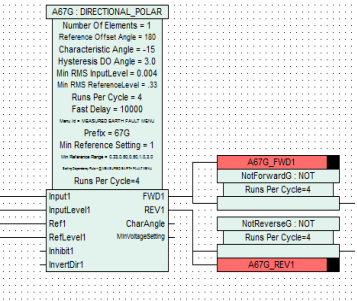 A67G : DIRECTIONAL_POLAR
Number Of Elements = 1
Reference Offset Angle = 180
Characteristic Angle = -15
Hysteresis DO Angle = 3.0
Min RMS InputLevel = 0.004
Min RMS ReferenceLevel = .33
Runs Per Cycle = 4
Fast Delay = 10000
Menu Id = MEASURED EARTH FAULT MENU
Prefix = 67G
Min Reference Setting = 1
Min Reference Range =
Runs Per Cycle=4
Input1 FWD1
InputLevel1 REV1
Ref1 CharAngle
RefLevel1 MinVoltageSetting
Inhibit1
InvertDir1
A67G_FWD1
NotForwardG : NOT
Runs Per Cycle=4
NotReverseG : NOT
Runs Per Cycle=4
A67G_REV1